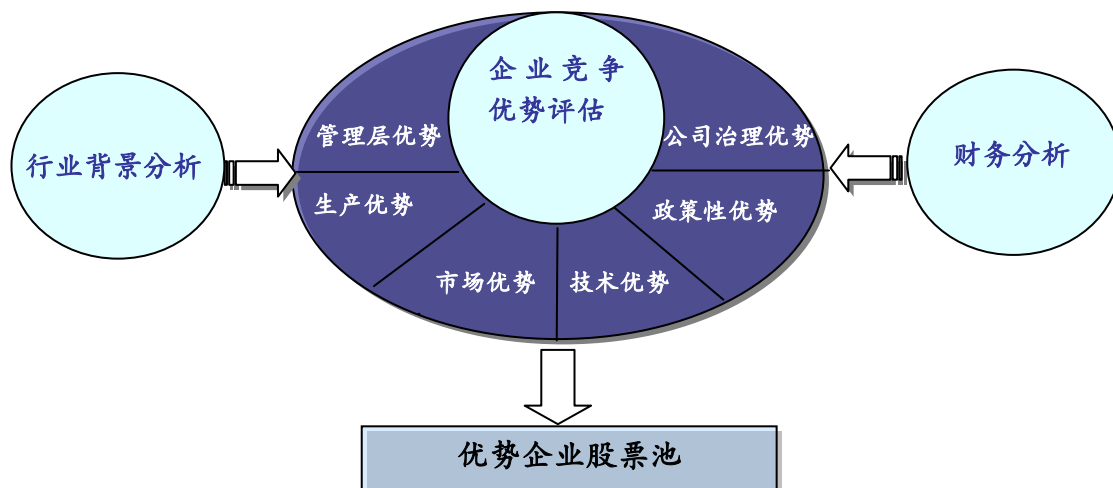 企业竞争
优势评估
管理层优势
公司治理优势
行业背景分析
财务分析
生产优势
政策性优势
市场优势
技术优势
优势企业股票池